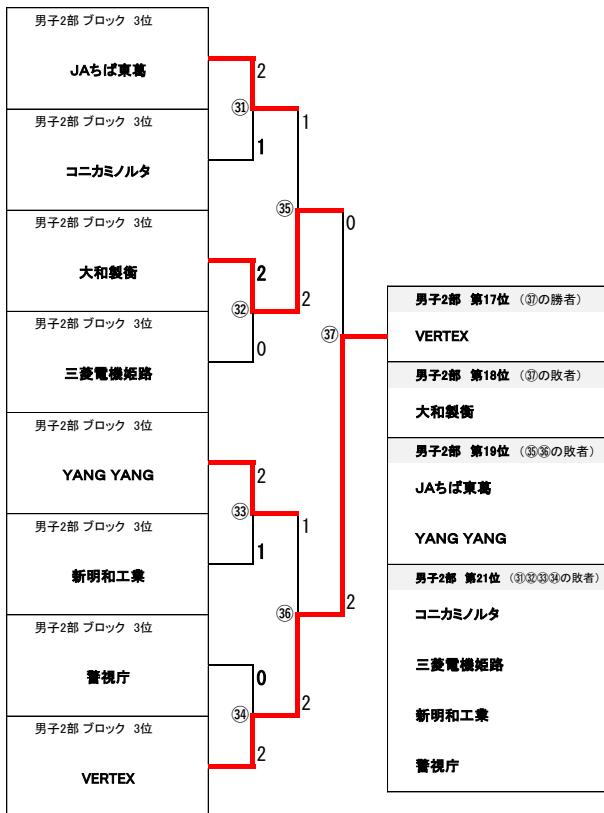 男子2部 ブロック 3位
JAちば東葛
男子2部 ブロック 3位
コニカミノルタ
男子2部 ブロック 3位
大和製衡
男子2部 ブロック 3位
三菱電機姫路
男子2部 ブロック 3位
YANG YANG
男子2部 ブロック 3位
新明和工業
男子2部 ブロック 3位
警視庁
男子2部 ブロック 3位
VERTEX
2
㉛
1
1
2
㉜
0
㉟
2
2
㉝
1
1
0
㉞
2
㊱
2
0
㊲
2
男子2部 第17位 (㊲の勝者)
VERTEX
男子2部 第18位 (㊲の敗者)
大和製衡
男子2部 第19位 (㉟㊱の敗者)
JAちば東葛
YANG YANG
男子2部 第21位 (㉛㉜㉝㉞の敗者)
コニカミノルタ
三菱電機姫路
新明和工業
警視庁